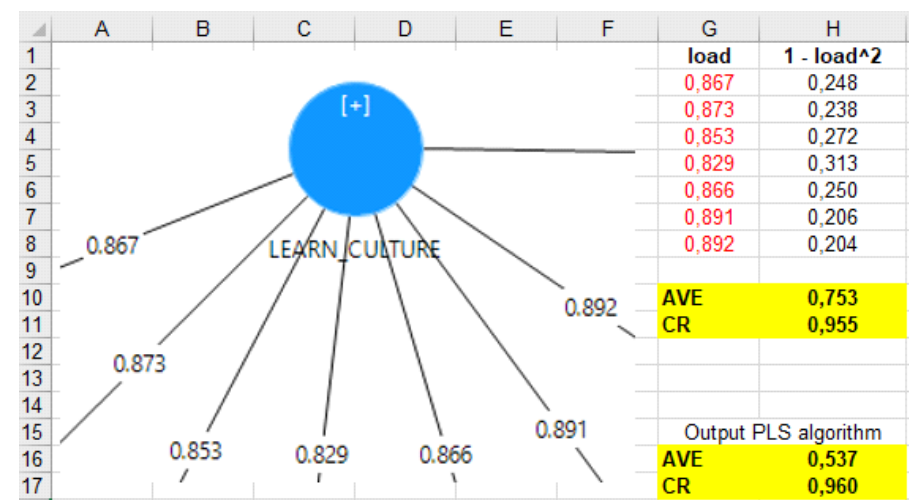 A B C D E F G H
1 load 1 - load^2
2 0,867 0,248
3 [+] 0,873 0,238
4 0,853 0,272
5 0,829 0,313
6 0,866 0,250
7 0,891 0,206
8 0.867 LEARN_CULTURE 0,892 0,204
9
10 AVE 0,753
11 0.892 CR 0,955
12
13 0.873
14
15 0.891 Output PLS algorithm
16 0.853 0.829 0.866 AVE 0,537
17 CR 0,960